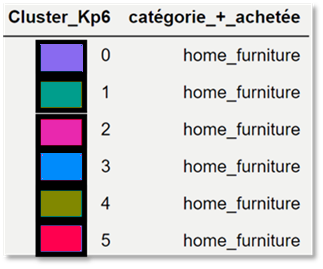 Cluster_Kp6 catégorie_+_achetée
0 home_furniture
1 home_furniture
2 home_furniture
3 home_furniture
4 home_furniture
5 home_furniture